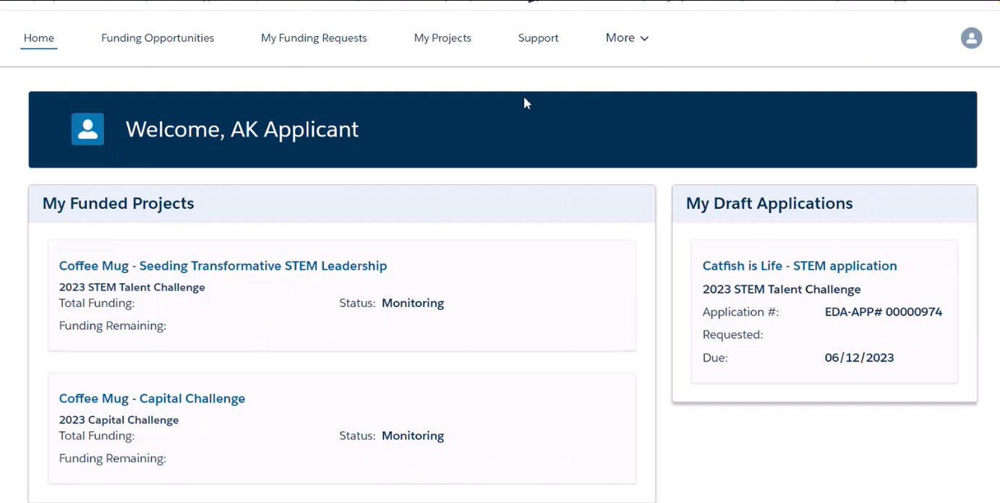 Home Funding Opportunities My Funding Requests My Projects Support More
Welcome, AK Applicant
My Funded Projects
Coffee Mug - Seeding Transformative STEM Leadership
2023 STEM Talent Challenge
Total Funding: Status: Monitoring
Funding Remaining:
Coffee Mug - Capital Challenge
2023 Capital Challenge
Total Funding: Status: Monitoring
Funding Remaining:
My Draft Applications
Catfish is Life - STEM application
2023 STEM Talent Challenge
Application #: EDA-APP# 00000974
Requested:
Due: 06/12/2023